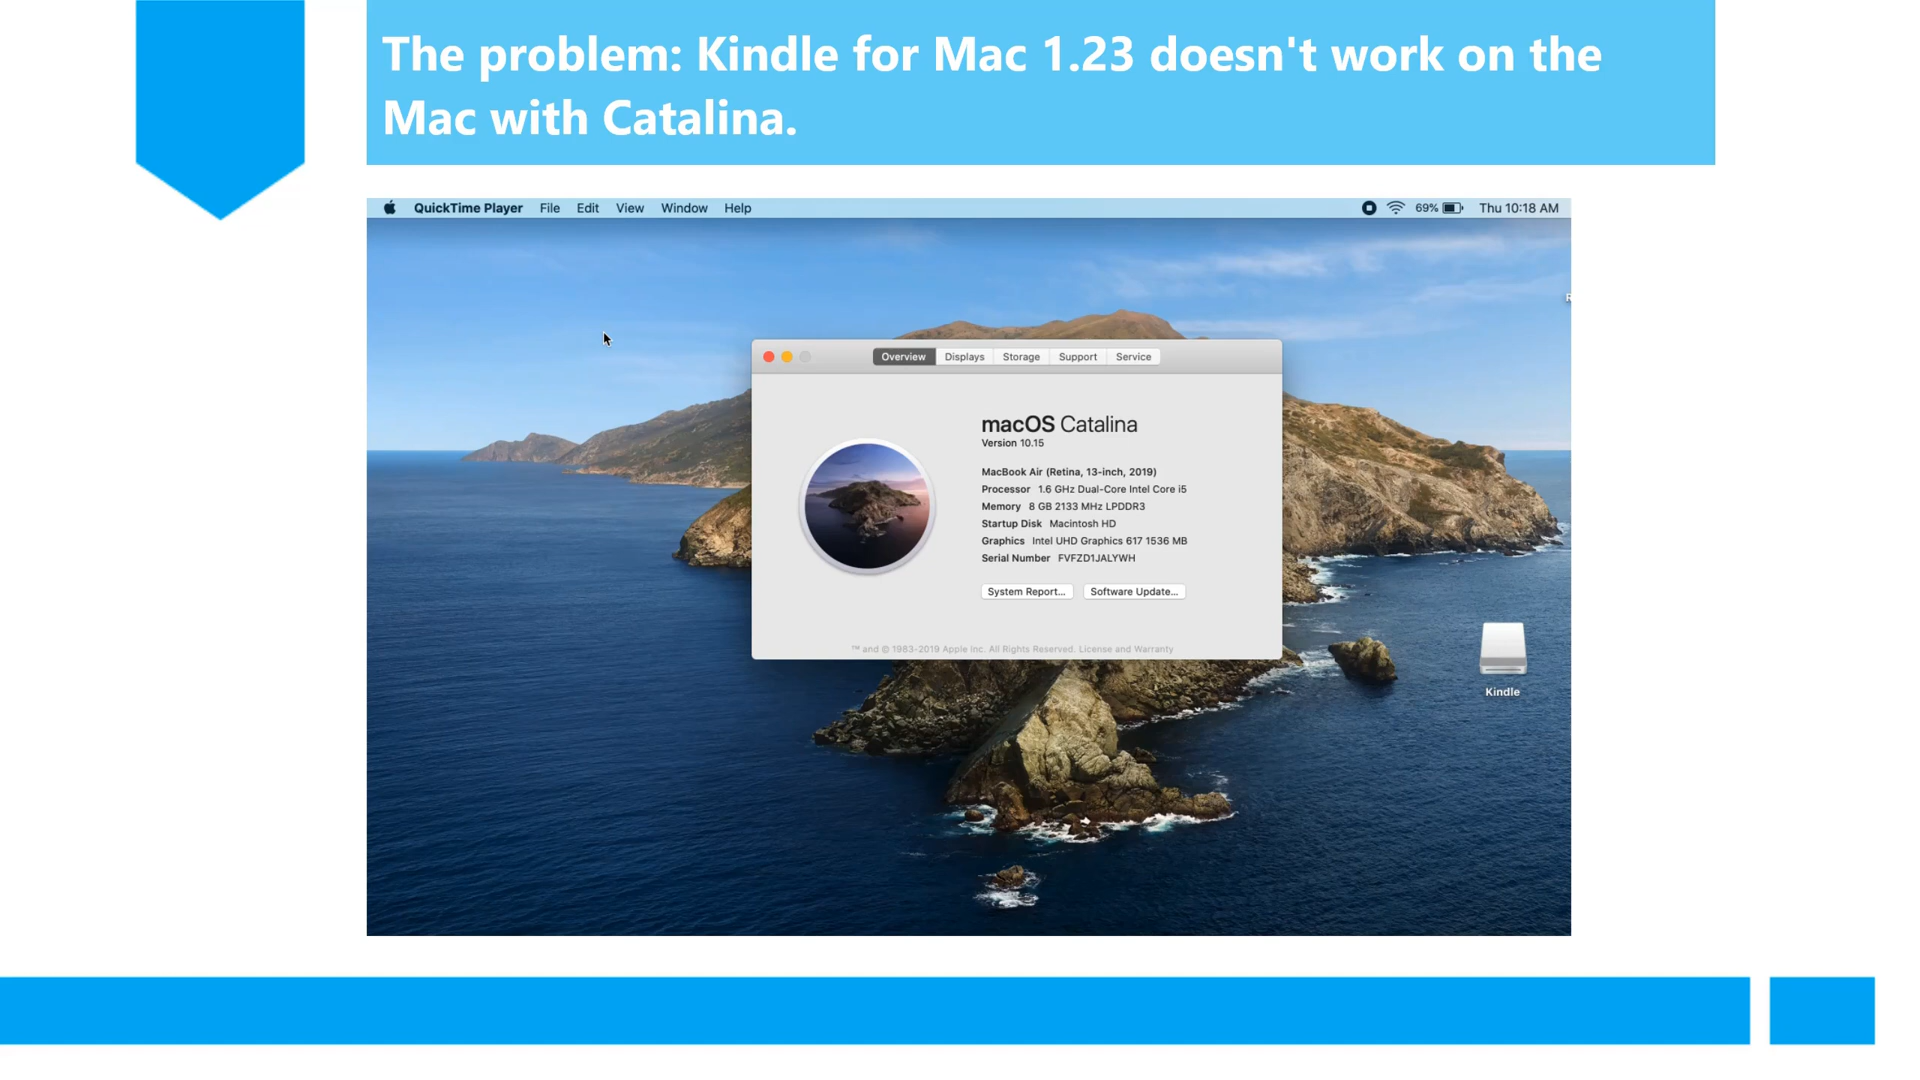 The problem: Kindle for Mac 1.23 doesn't work on the
Mac with Catalina.
QuickTime Player File Edit View Window Help 69% Thu 10:18 AM
R
Overview Displays Storage Support Service
macOS Catalina
Version 10.15
MacBook Air (Retina, 13-inch, 2019)
Processor 1.6 GHz Dual-Core Intel Core i5
Memory 8 GB 2133 MHz LPDDR3
Startup Disk Macintosh HD
Graphics Intel UHD Graphics 617 1536 MB
Serial Number FVFZD1JALYWH
System Report... Software Update...
™ and © 1983-2019 Apple Inc. All Rights Reserved. License and Warranty
Kindle